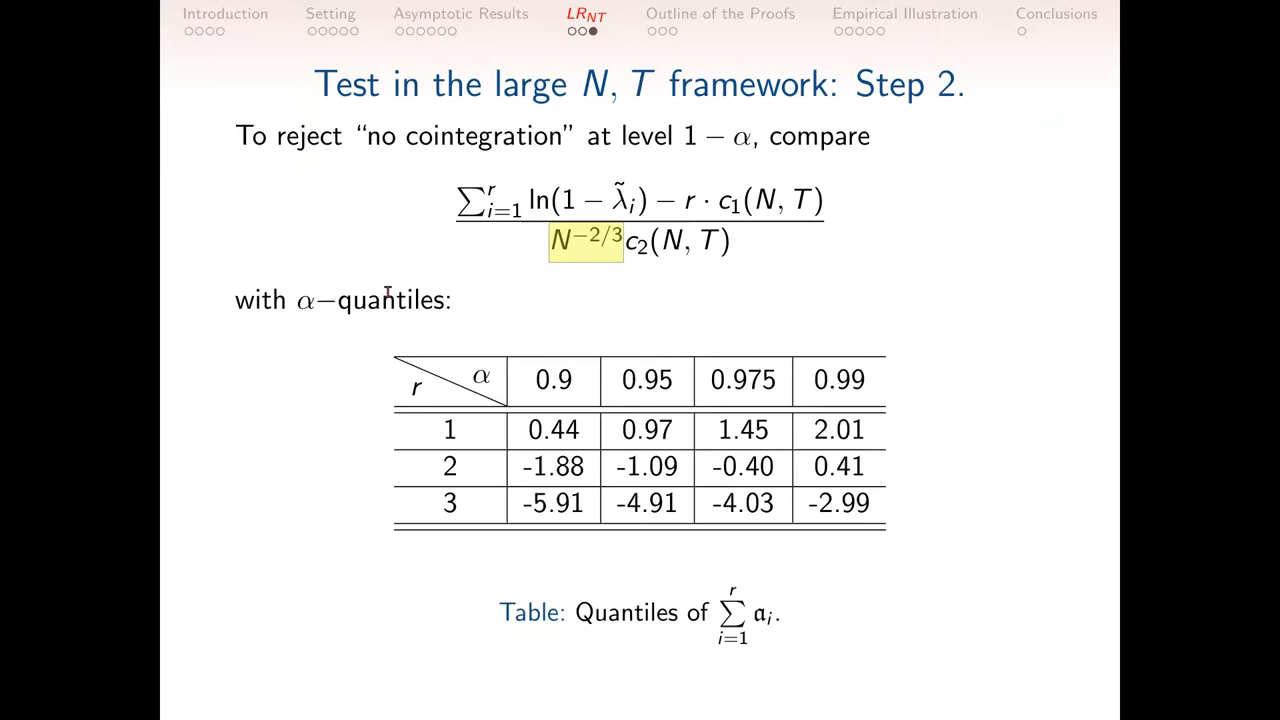 Introduction Setting Asymptotic Results LR_NT Outline of the Proofs Empirical Illustration Conclusions
Test in the large N, T framework: Step 2.
To reject “no cointegration” at level 1 − α, compare
∑_{i=1}^{r} ln(1 − λ̃_i) − r · c_1(N, T)
N^{−2/3}c_2(N, T)
with α−quantiles:
r α 0.9 0.95 0.975 0.99
1 0.44 0.97 1.45 2.01
2 -1.88 -1.09 -0.40 0.41
3 -5.91 -4.91 -4.03 -2.99
Table: Quantiles of ∑_{i=1}^{r} 𝔞_i.